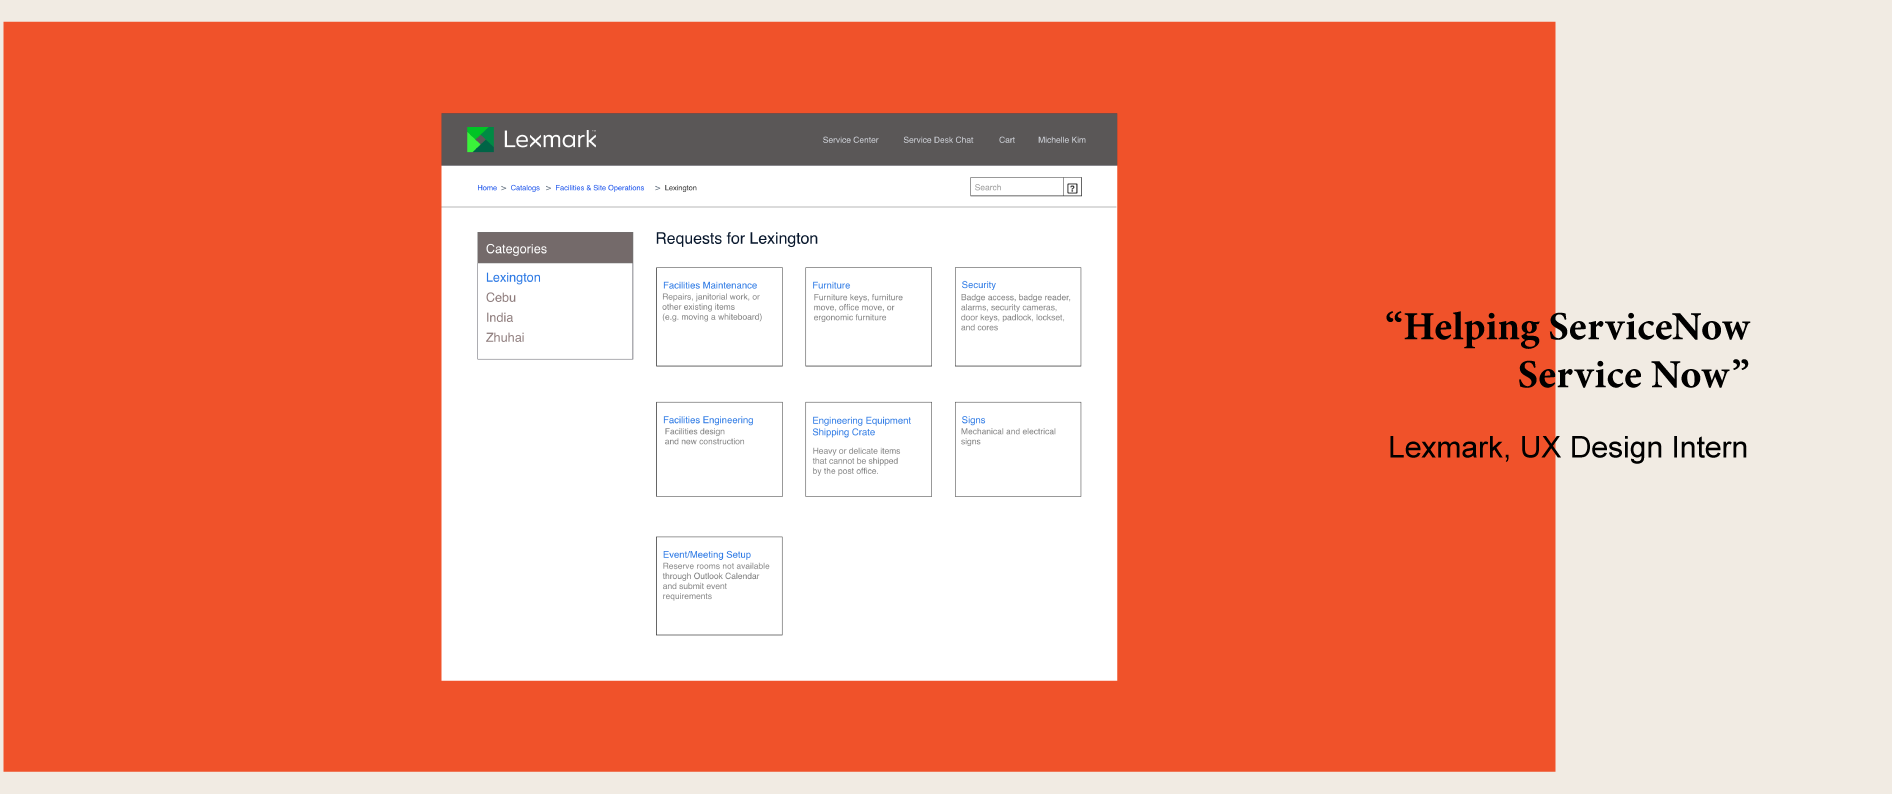 Lexmark
Service Center Service Desk Chat Cart Michelle Kim
Home > Catalogs > Facilities & Site Operations > Lexington
Search
Categories
Lexington
Cebu
India
Zhuhai
Requests for Lexington
Facilities Maintenance
Repairs, janitorial work, or
other existing items
(e.g. moving a whiteboard)
Furniture
Furniture keys, furniture
move, office move, or
ergonomic furniture
Security
Badge access, badge reader,
alarms, security cameras,
door keys, padlock, lockset,
and cores
Facilities Engineering
Facilities design
and new construction
Engineering Equipment
Shipping Crate
Heavy or delicate items
that cannot be shipped
by the post office.
Signs
Mechanical and electrical
signs
Event/Meeting Setup
Reserve rooms not available
through Outlook Calendar
and submit event
requirements
“Helping ServiceNow
Service Now”
Lexmark, UX Design Intern